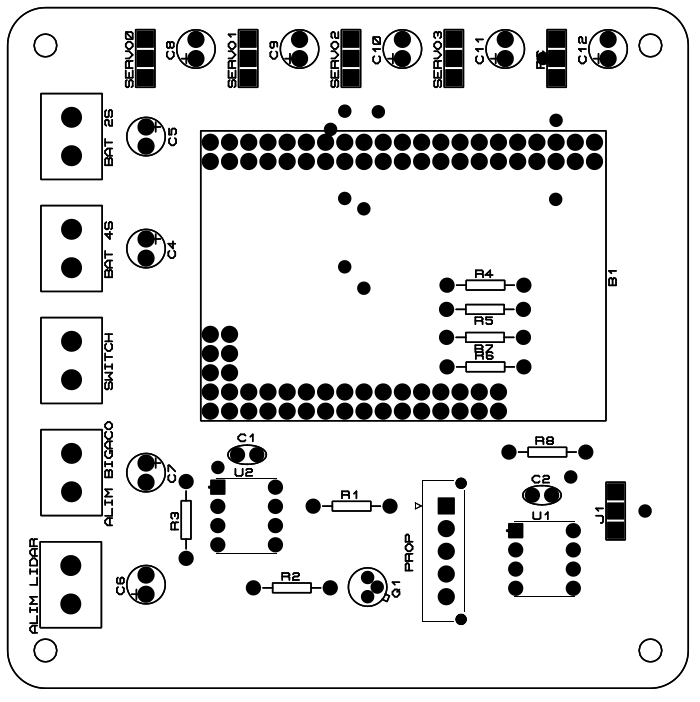 SERVO0
C8
SERVO1
C9
SERVO2
C10
SERVO3
C11
C12
BAT 2S
C5
BAT 4S
C4
B1
R4
R5
R7
R6
SWITCH
ALIM BIGACO
C7
C1
U2
R3
R1
R8
C2
U1
J1
PROP
ALIM LIDAR
C6
R2
Q1